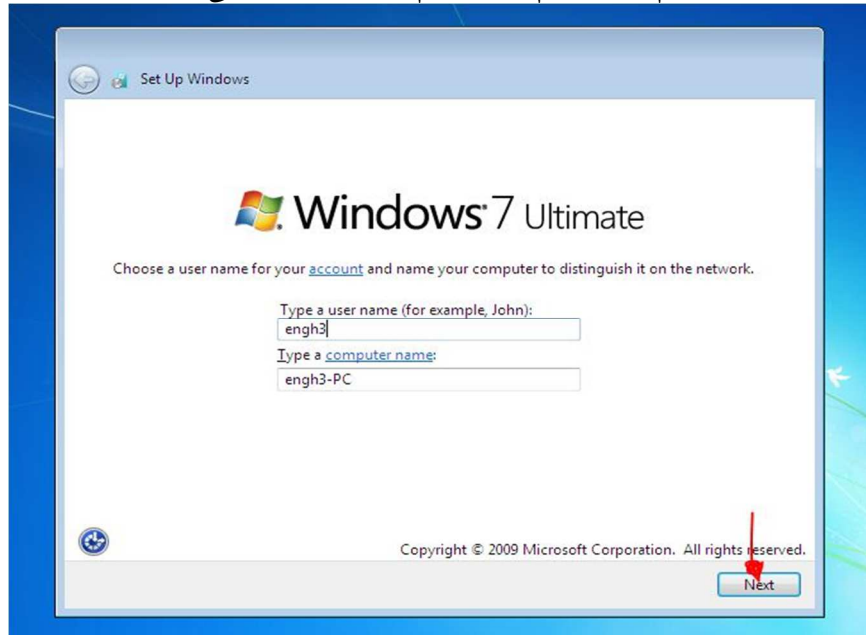 Set Up Windows
Windows 7 Ultimate
Choose a user name for your account and name your computer to distinguish it on the network.
Type a user name (for example, John):
engh3
Type a computer name:
engh3-PC
Copyright © 2009 Microsoft Corporation. All rights reserved.
Next